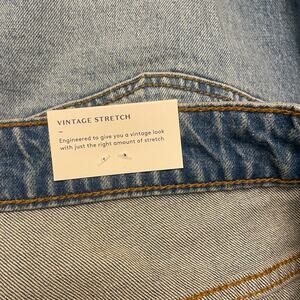 VINTAGE STRETCH
Engineered to give you a vintage look
with just the right amount of stretch